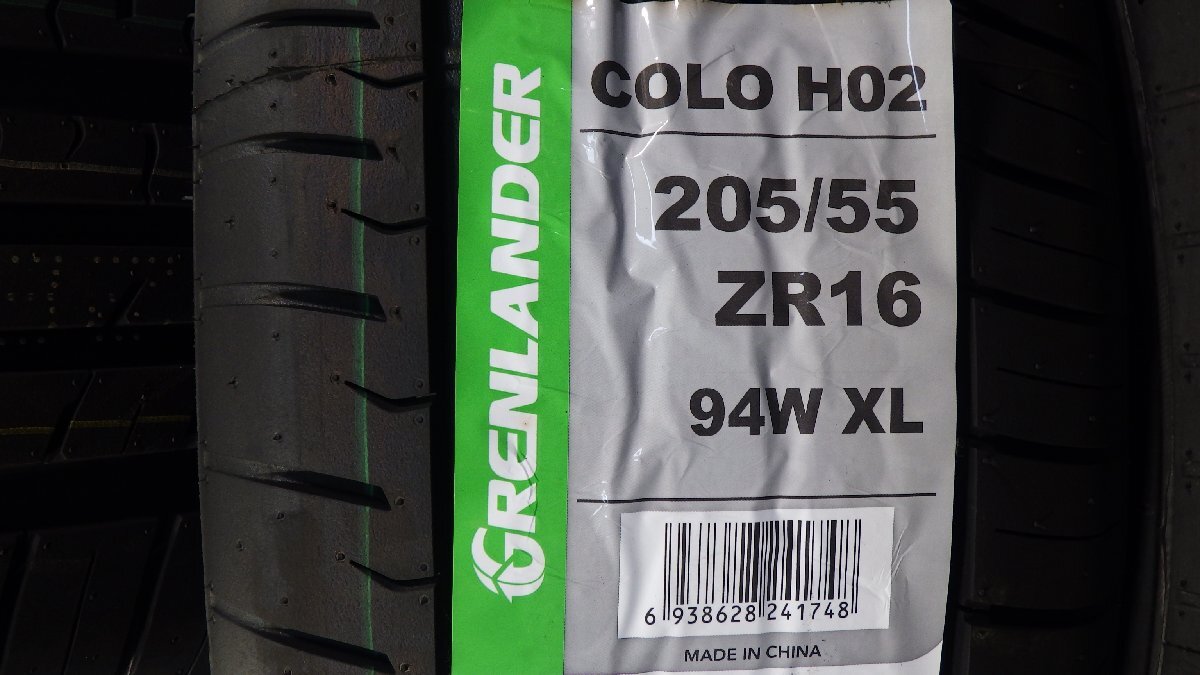 GRENLANDER
COLO H02
205/55
ZR16
94W XL
6 938628 241748
MADE IN CHINA